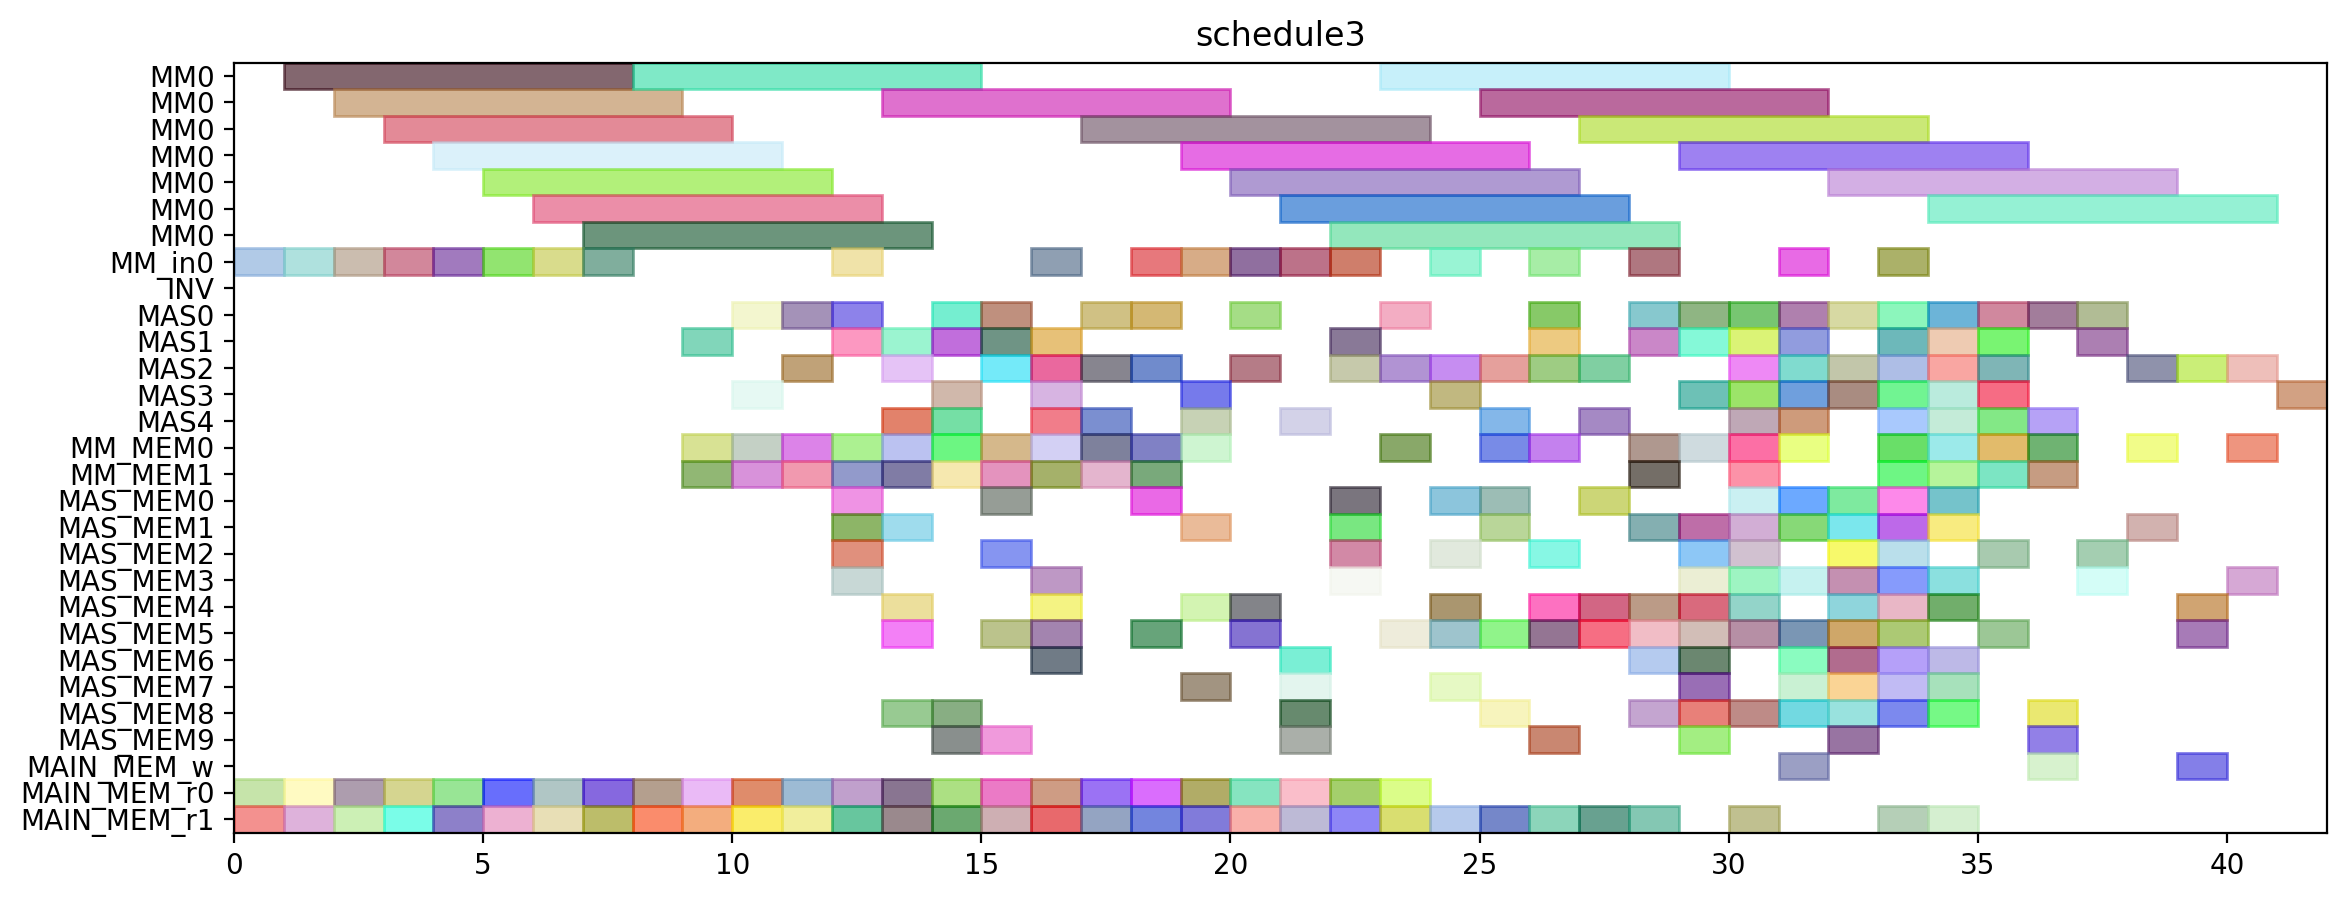 schedule3
MM0
MM0
MM0
MM0
MM0
MM0
MM0
MM_in0
INV
MAS0
MAS1
MAS2
MAS3
MAS4
MM_MEM0
MM_MEM1
MAS_MEM0
MAS_MEM1
MAS_MEM2
MAS_MEM3
MAS_MEM4
MAS_MEM5
MAS_MEM6
MAS_MEM7
MAS_MEM8
MAS_MEM9
MAIN_MEM_w
MAIN_MEM_r0
MAIN_MEM_r1
0 5 10 15 20 25 30 35 40